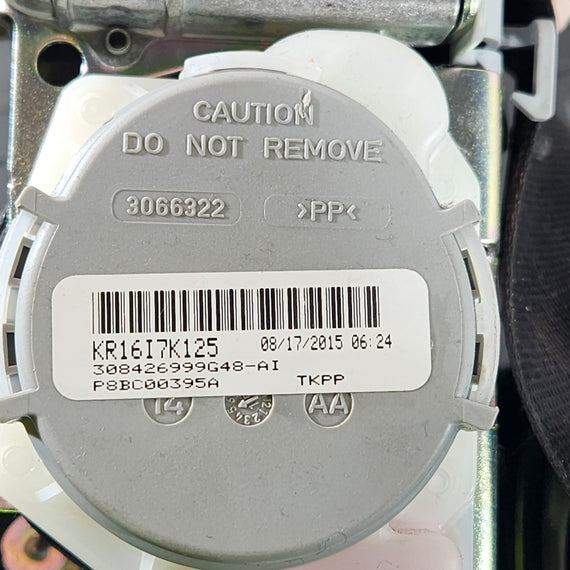 CAUTION
DO NOT REMOVE
3066322 >PP<
KR16I7K125 08/17/2015 06:24
308426999G48-AI
P8BC00395A TKPP
14 AA